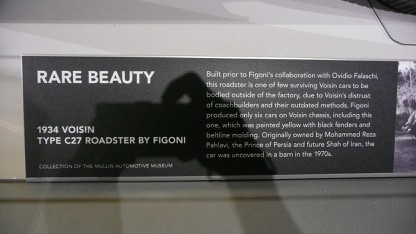 RARE BEAUTY
1934 VOISIN
TYPE C27 ROADSTER BY FIGONI
COLLECTION OF THE MULLIN AUTOMOTIVE MUSEUM
Built prior to Figoni's collaboration with Ovidio Falaschi,
this roadster is one of few surviving Voisin cars to be
bodied outside of the factory, due to Voisin's distrust
of coachbuilders and their outdated methods. Figoni
produced only six cars on Voisin chassis, including this
one, which was painted yellow with black fenders and
beltline molding. Originally owned by Mohammed Reza
Pahlavi, the Prince of Persia and future Shah of Iran, the
car was uncovered in a barn in the 1970s.